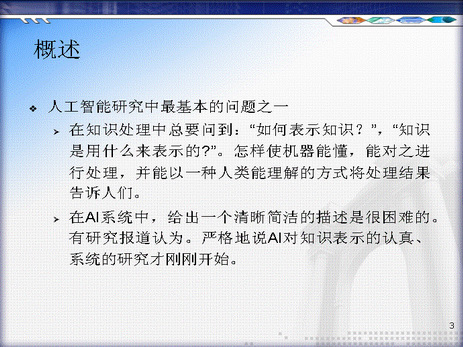 概述
❖ 人工智能研究中最基本的问题之一
➢ 在知识处理中总要问到：“如何表示知识？”，“知识
是用什么来表示的?”。怎样使机器能懂，能对之进
行处理，并能以一种人类能理解的方式将处理结果
告诉人们。
➢ 在AI系统中，给出一个清晰简洁的描述是很困难的。
有研究报道认为。严格地说AI对知识表示的认真、
系统的研究才刚刚开始。
3